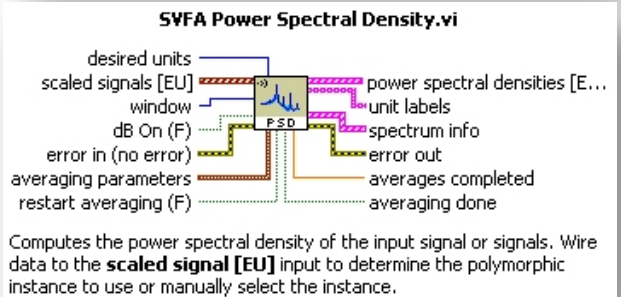 SVFA Power Spectral Density.vi
desired units
scaled signals [EU]
window
dB On (F)
error in (no error)
averaging parameters
restart averaging (F)
PSD
power spectral densities [E...
unit labels
spectrum info
error out
averages completed
averaging done
Computes the power spectral density of the input signal or signals. Wire
data to the scaled signal [EU] input to determine the polymorphic
instance to use or manually select the instance.